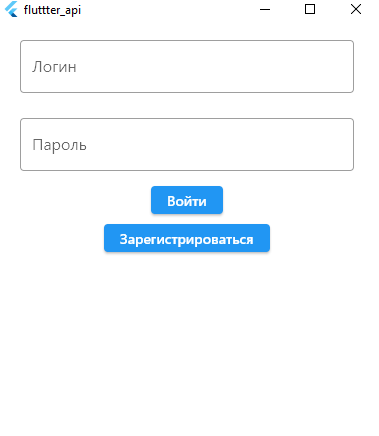 fluttter_api
Логин
Пароль
Войти
Зарегистрироваться